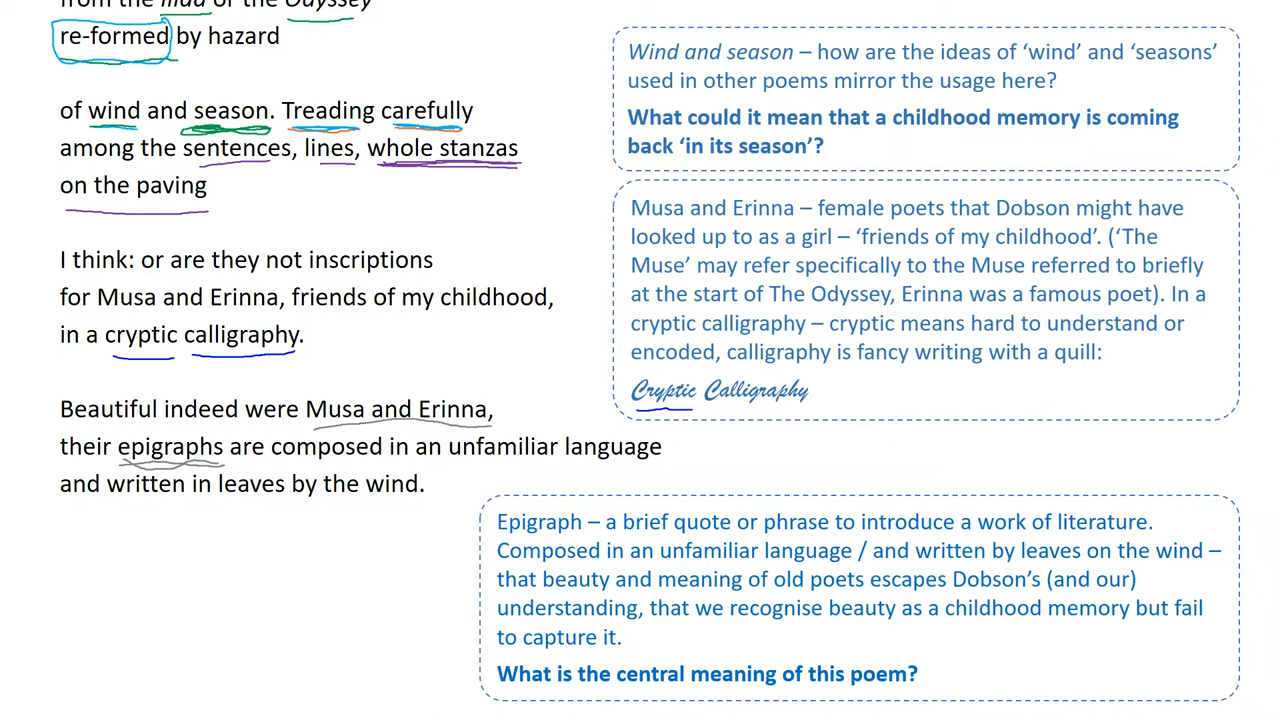 from the Iliad or the Odyssey
re-formed by hazard
of wind and season. Treading carefully
among the sentences, lines, whole stanzas
on the paving
I think: or are they not inscriptions
for Musa and Erinna, friends of my childhood,
in a cryptic calligraphy.
Beautiful indeed were Musa and Erinna,
their epigraphs are composed in an unfamiliar language
and written in leaves by the wind.
Wind and season – how are the ideas of ‘wind’ and ‘seasons’
used in other poems mirror the usage here?
What could it mean that a childhood memory is coming
back ‘in its season’?
Musa and Erinna – female poets that Dobson might have
looked up to as a girl – ‘friends of my childhood’. (‘The
Muse’ may refer specifically to the Muse referred to briefly
at the start of The Odyssey, Erinna was a famous poet). In a
cryptic calligraphy – cryptic means hard to understand or
encoded, calligraphy is fancy writing with a quill:
Cryptic Calligraphy
Epigraph – a brief quote or phrase to introduce a work of literature.
Composed in an unfamiliar language / and written by leaves on the wind –
that beauty and meaning of old poets escapes Dobson’s (and our)
understanding, that we recognise beauty as a childhood memory but fail
to capture it.
What is the central meaning of this poem?